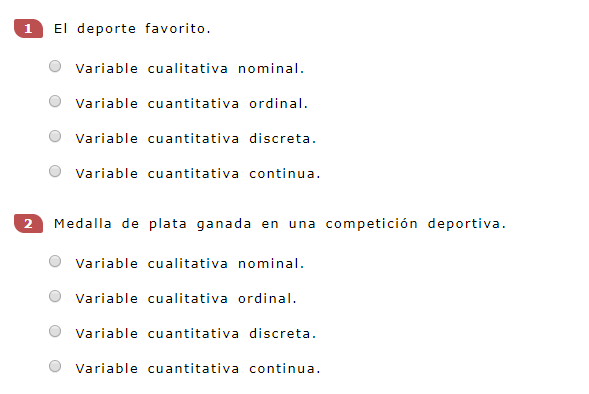 1 El deporte favorito.
Variable cualitativa nominal.
Variable cuantitativa ordinal.
Variable cuantitativa discreta.
Variable cuantitativa continua.
2 Medalla de plata ganada en una competición deportiva.
Variable cualitativa nominal.
Variable cualitativa ordinal.
Variable cuantitativa discreta.
Variable cuantitativa continua.